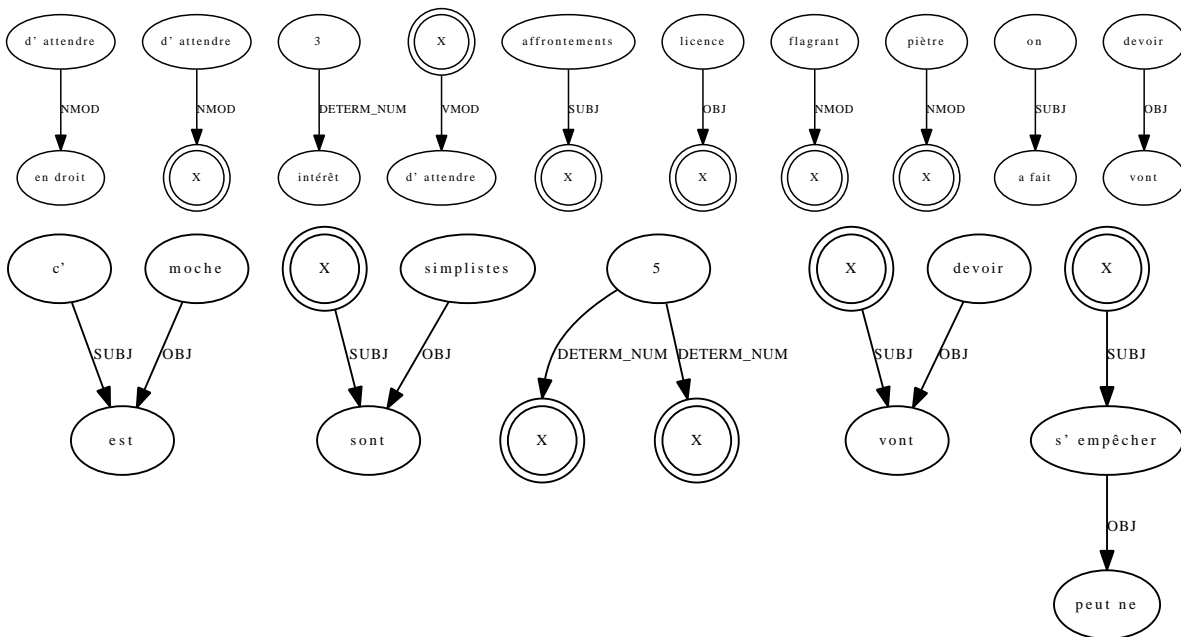 d' attendre d' attendre 3 X affrontements licence flagrant piètre on devoir
NMOD NMOD DETERM_NUM VMOD SUBJ OBJ NMOD NMOD SUBJ OBJ
en droit X intérêt d' attendre X X X X a fait vont
c' moche X simplistes 5 X devoir X
SUBJ OBJ SUBJ OBJ DETERM_NUM DETERM_NUM SUBJ OBJ SUBJ
est sont X X vont s' empêcher
OBJ
peut ne